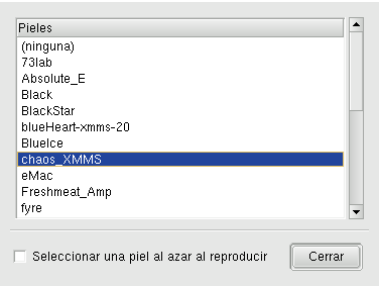 Pieles
(ninguna)
73lab
Absolute_E
Black
BlackStar
blueHeart-xmms-20
BlueIce
chaos_XMMS
eMac
Freshmeat_Amp
fyre
Seleccionar una piel al azar al reproducir
Cerrar